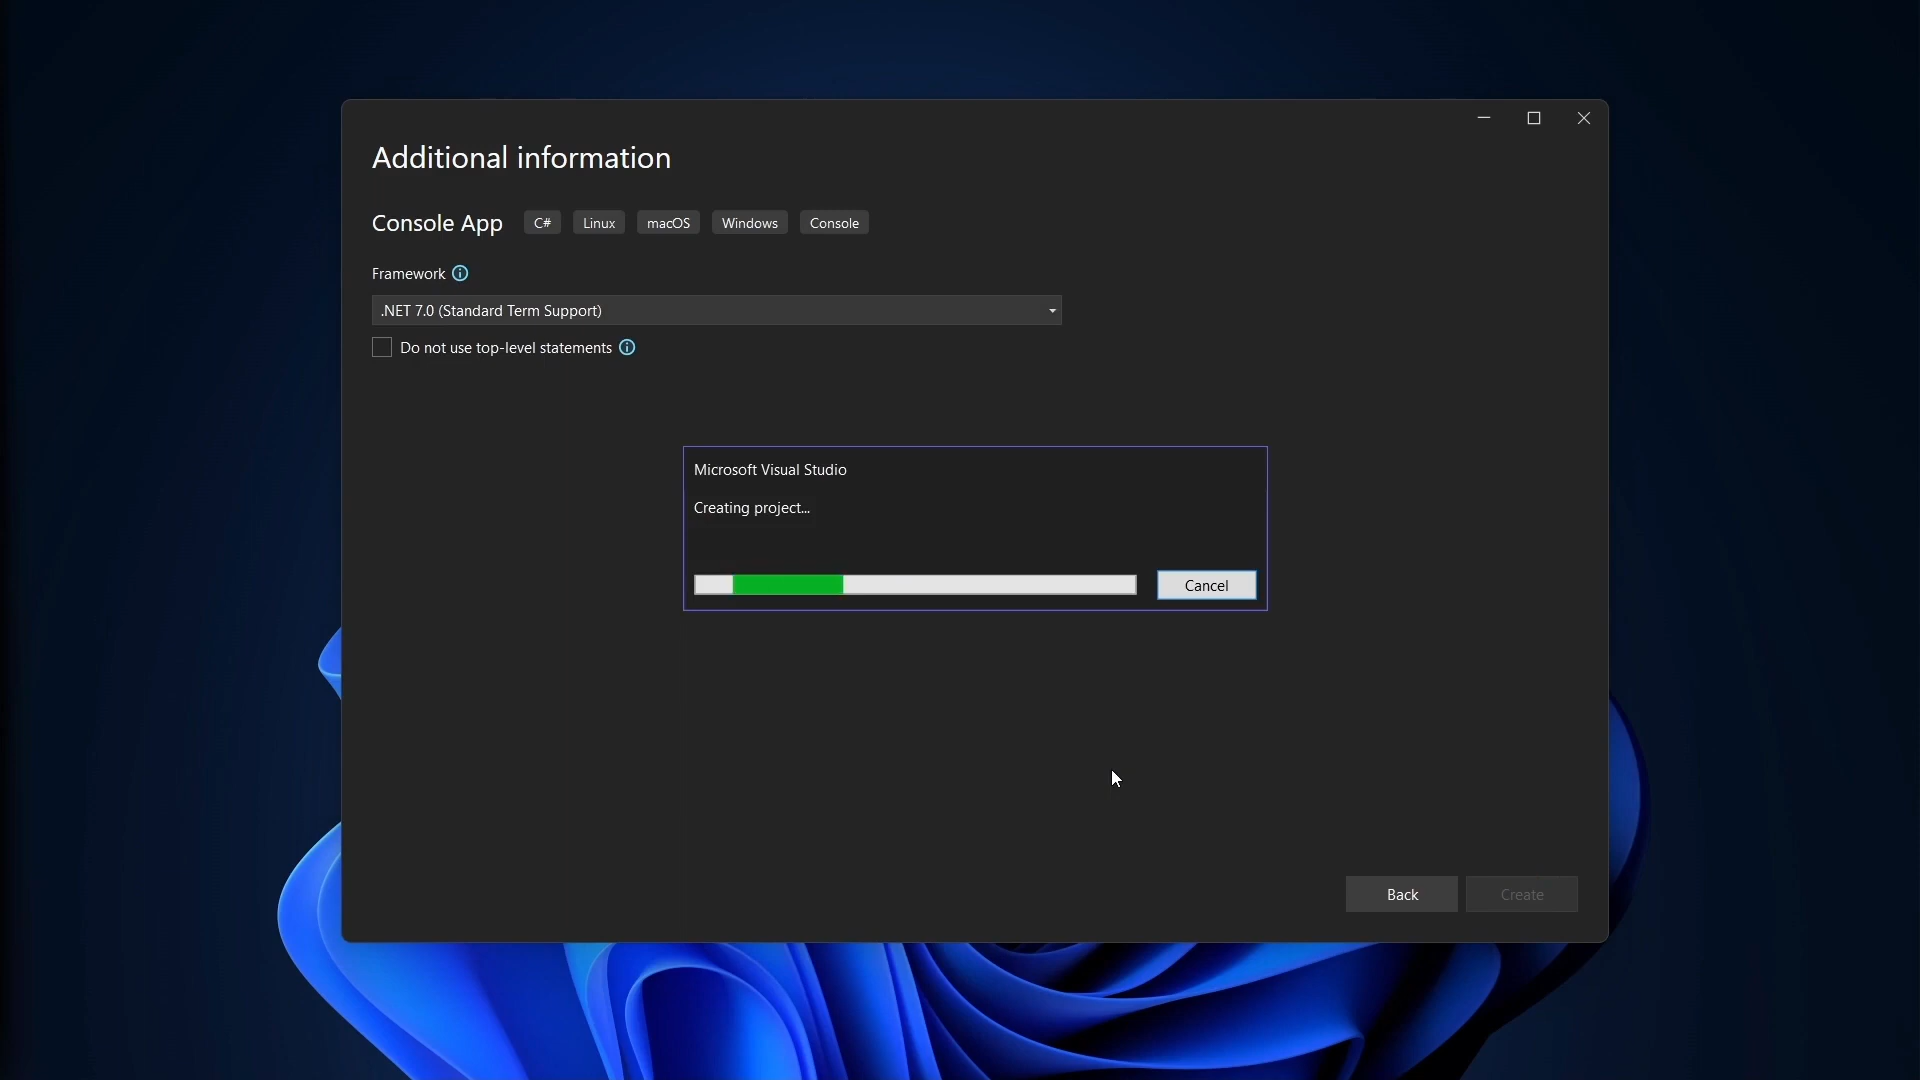 Additional information
Console App C# Linux macOS Windows Console
Framework
.NET 7.0 (Standard Term Support)
Do not use top-level statements
Microsoft Visual Studio
Creating project...
Cancel
Back Create